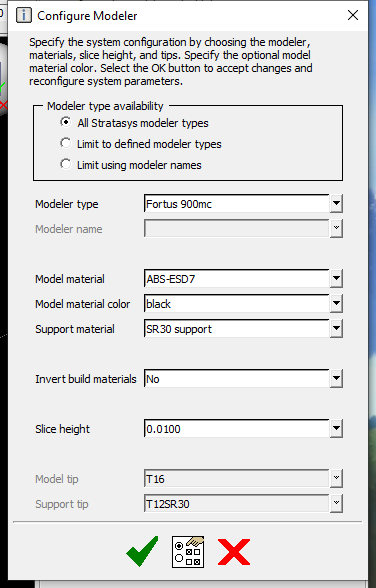 Configure Modeler
Specify the system configuration by choosing the modeler,
materials, slice height, and tips. Specify the optional model
material color. Select the OK button to accept changes and
reconfigure system parameters.
Modeler type availability
All Stratasys modeler types
Limit to defined modeler types
Limit using modeler names
Modeler type Fortus 900mc
Modeler name
Model material ABS-ESD7
Model material color black
Support material SR30 support
Invert build materials No
Slice height 0.0100
Model tip T16
Support tip T12SR30